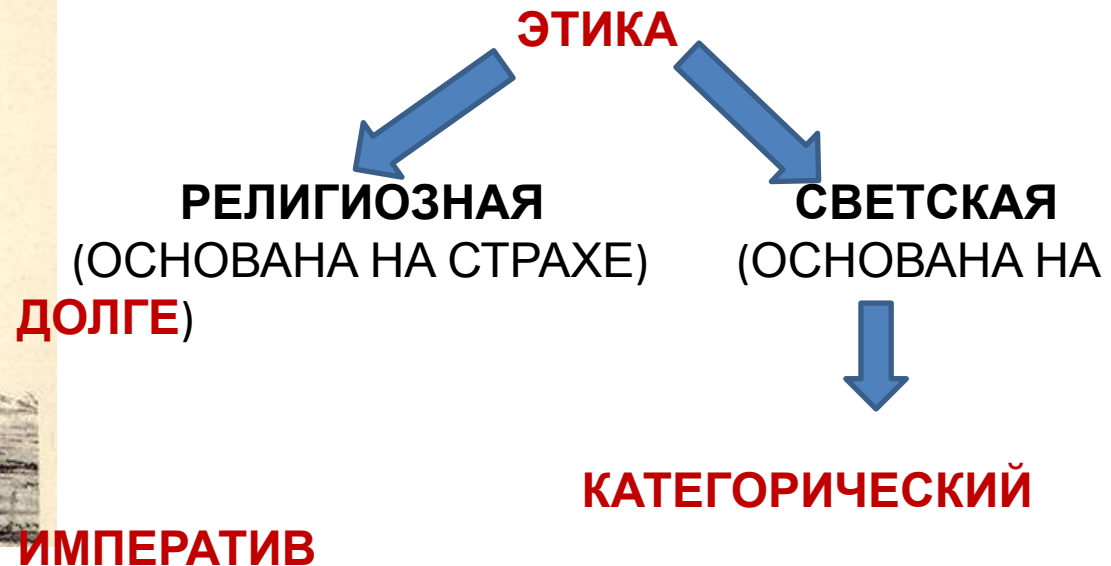 ЭТИКА
РЕЛИГИОЗНАЯ СВЕТСКАЯ
(ОСНОВАНА НА СТРАХЕ) (ОСНОВАНА НА
ДОЛГЕ)
КАТЕГОРИЧЕСКИЙ
ИМПЕРАТИВ